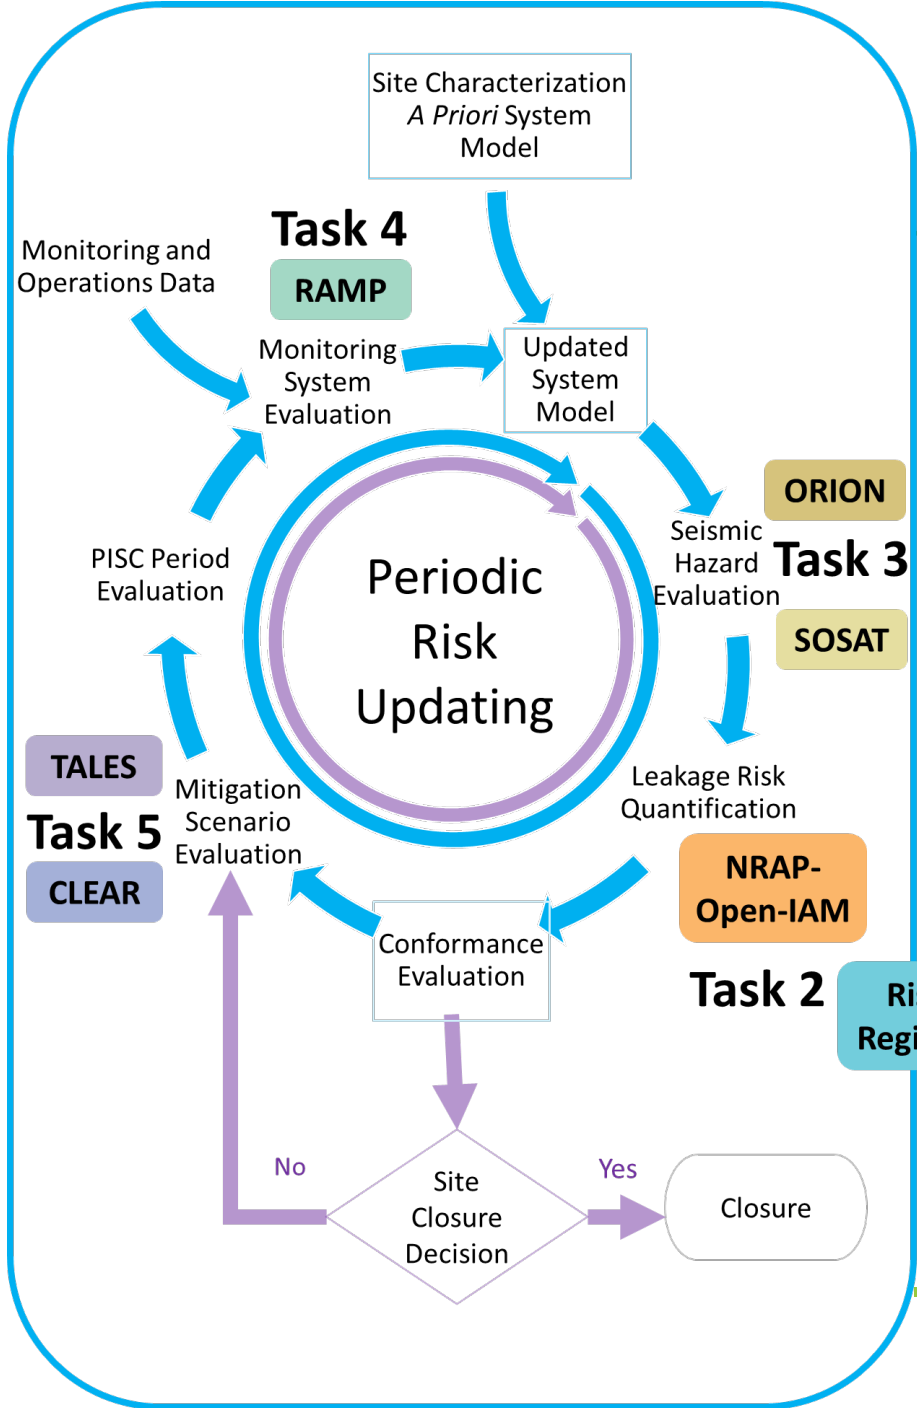 Site Characterization
A Priori System
Model
Task 4
Monitoring and
Operations Data
RAMP
Monitoring
System
Evaluation
Updated
System
Model
ORION
Seismic
Hazard
Evaluation
Task 3
SOSAT
PISC Period
Evaluation
Periodic
Risk
Updating
TALES
Task 5
CLEAR
Mitigation
Scenario
Evaluation
Leakage Risk
Quantification
NRAP-
Open-IAM
Conformance
Evaluation
Task 2
No
Yes
Site
Closure
Decision
Closure